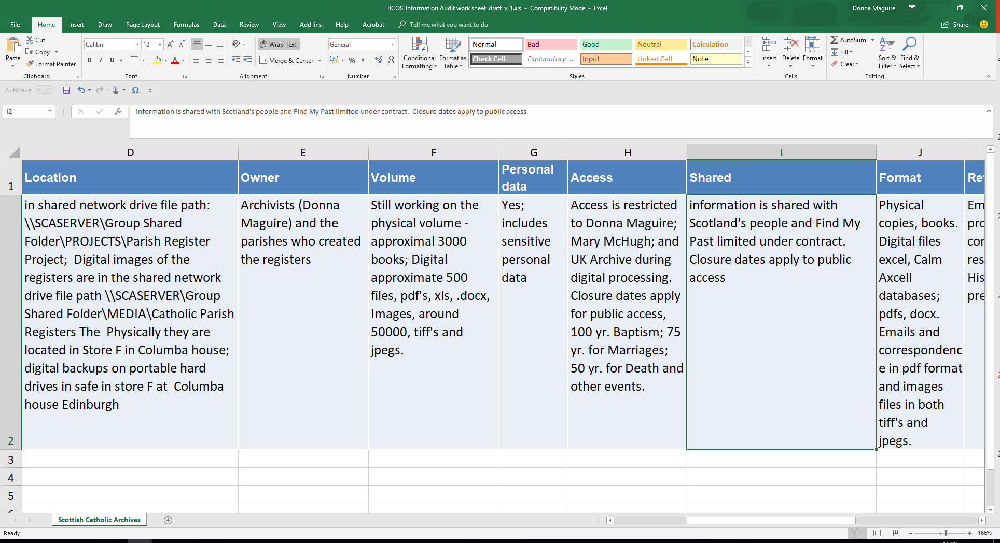 BCOS_Information Audit work sheet_draft_v_1.xls - Compatibility Mode - Excel
Donna Maguire
File Home Insert Draw Page Layout Formulas Data Review View Add-ins Help Acrobat Tell me what you want to do Share
Paste
Cut
Copy
Format Painter
Clipboard
Calibri 12
B I U
Font
Wrap Text
Merge & Center
Alignment
General
Number
Conditional Formatting
Format as Table
Normal Bad Good Neutral Calculation
Check Cell Explanatory ... Input Linked Cell Note
Styles
Insert Delete Format
Cells
AutoSum
Fill
Clear
Sort & Filter
Find & Select
Editing
AutoSave Off
I2
fx
information is shared with Scotland's people and Find My Past limited under contract.  Closure dates apply to public access
D E F G H I J
1
Location
Owner
Volume
Personal
data
Access
Shared
Format
Ret
2
in shared network drive file path:
\\SCASERVER\Group Shared
Folder\PROJECTS\Parish Register
Project;  Digital images of the
registers are in the shared network
drive file path \\SCASERVER\Group
Shared Folder\MEDIA\Catholic Parish
Registers The  Physically they are
located in Store F in Columba house;
digital backups on portable hard
drives in safe in store F at  Columba
house Edinburgh
Archivists (Donna
Maguire) and the
parishes who created
the registers
Still working on the
physical volume -
approximal 3000
books; Digital
approximate 500
files, pdf's, xls, .docx,
Images, around
50000, tiff's and
jpegs.
Yes;
includes
sensitive
personal
data
Access is restricted
to Donna Maguire;
Mary McHugh; and
UK Archive during
digital processing.
Closure dates apply
for public access,
100 yr. Baptism; 75
yr. for Marriages;
50 yr. for Death and
other events.
information is shared with
Scotland's people and Find My
Past limited under contract.
Closure dates apply to public
access
Physical
copies, books.
Digital files
excel, Calm
Axcell
databases;
pdfs, docx.
Emails and
correspondenc
e in pdf format
and images
files in both
tiff's and
jpegs.
Em
pro
cor
res
His
pre
3
4
5
Scottish Catholic Archives
Ready
166%